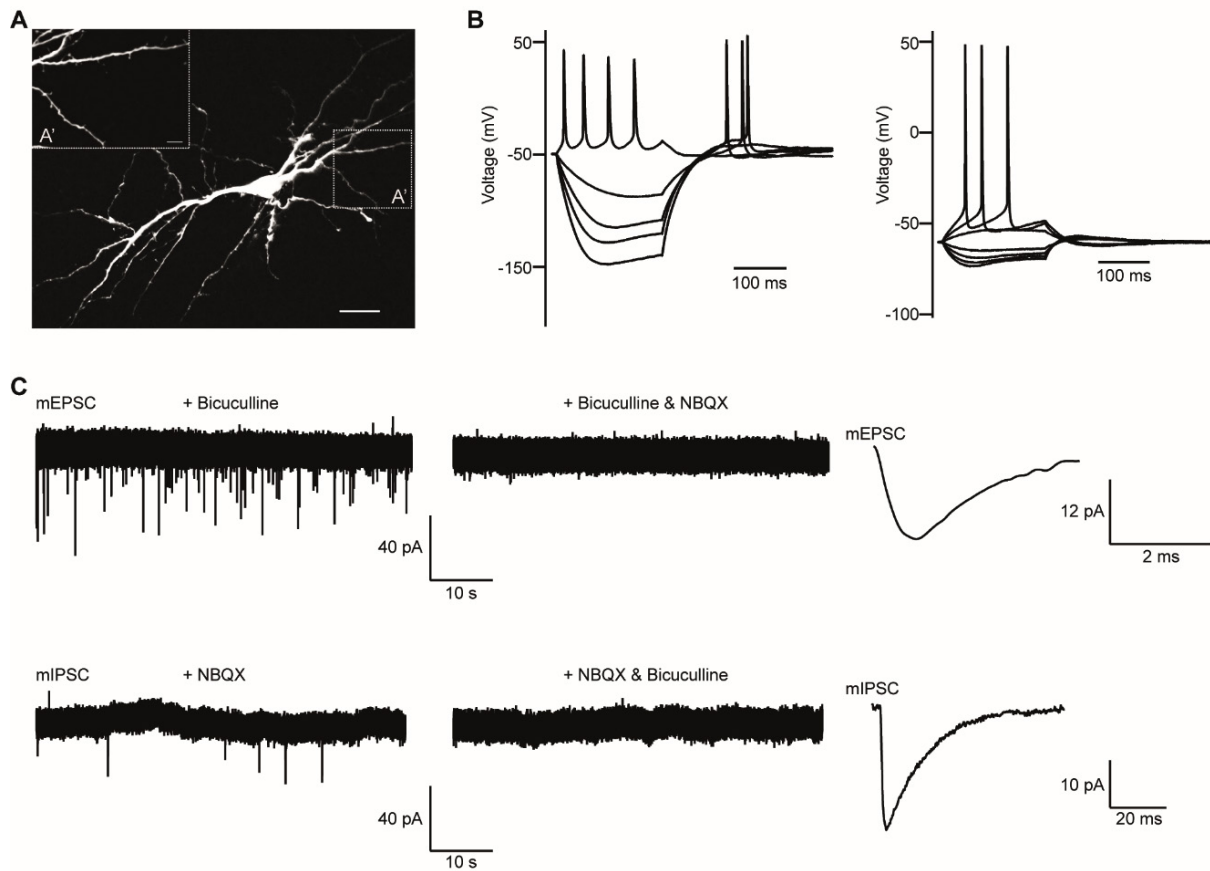 A
A'
A'
B
50
-50
-150
Voltage (mV)
100 ms
50
0
-50
-100
Voltage (mV)
100 ms
C
mEPSC + Bicuculline
+ Bicuculline & NBQX
mEPSC
40 pA
10 s
12 pA
2 ms
mIPSC + NBQX
+ NBQX & Bicuculline
mIPSC
40 pA
10 s
10 pA
20 ms